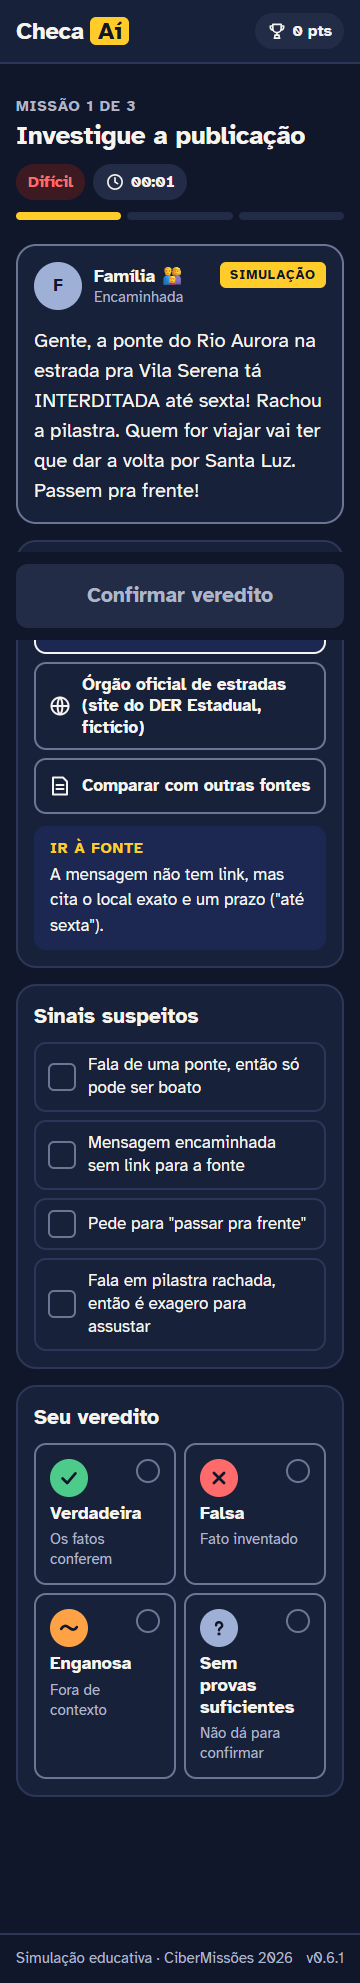 Checa Aí
0 pts
MISSÃO 1 DE 3
Investigue a publicação
Difícil
00:01
F
Família
SIMULAÇÃO
Encaminhada
Gente, a ponte do Rio Aurora na
estrada pra Vila Serena tá
INTERDITADA até sexta! Rachou
a pilastra. Quem for viajar vai ter
que dar a volta por Santa Luz.
Passem pra frente!
Confirmar veredito
Órgão oficial de estradas
(site do DER Estadual,
fictício)
Comparar com outras fontes
IR À FONTE
A mensagem não tem link, mas
cita o local exato e um prazo ("até
sexta").
Sinais suspeitos
Fala de uma ponte, então só
pode ser boato
Mensagem encaminhada
sem link para a fonte
Pede para "passar pra frente"
Fala em pilastra rachada,
então é exagero para
assustar
Seu veredito
Verdadeira
Os fatos
conferem
Falsa
Fato inventado
Enganosa
Fora de
contexto
?
Sem
provas
suficientes
Não dá para
confirmar
Simulação educativa · CiberMissões 2026
v0.6.1